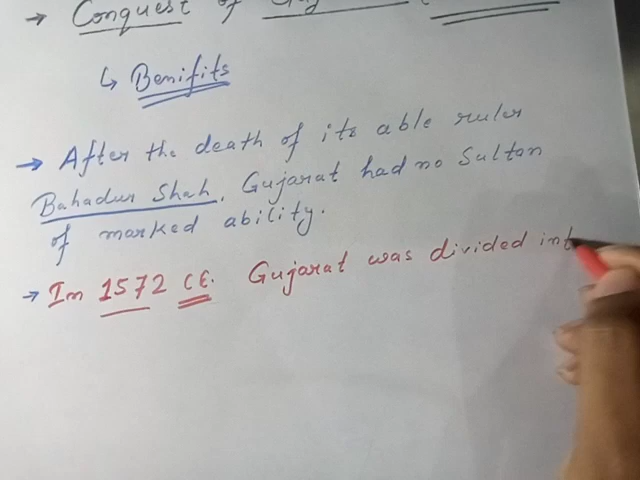 → Conquest of
↳ Benifits
→ After the death of its able ruler
Bahadur Shah, Gujarat had no Sultan
of marked ability.
→ In 1572 CE. Gujarat was divided int